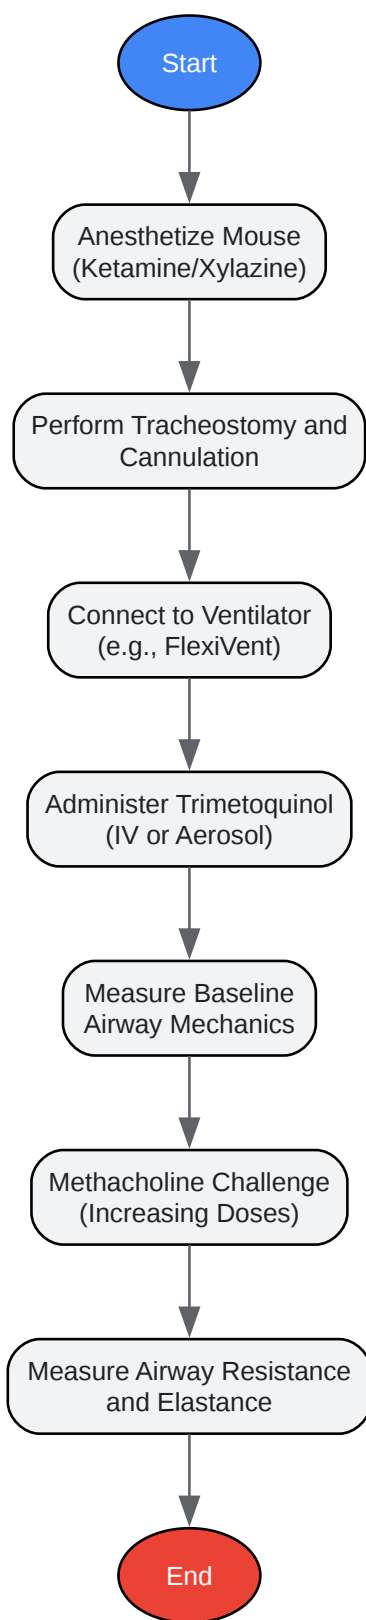 Start
Anesthetize Mouse
(Ketamine/Xylazine)
Perform Tracheostomy and
Cannulation
Connect to Ventilator
(e.g., FlexiVent)
Administer Trimetoquinol
(IV or Aerosol)
Measure Baseline
Airway Mechanics
Methacholine Challenge
(Increasing Doses)
Measure Airway Resistance
and Elastance
End